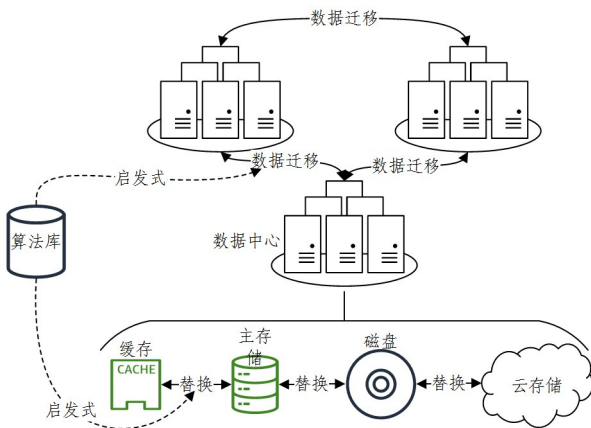 数据迁移
数据迁移
数据迁移
启发式
算法库
数据中心
缓存
CACHE
替换
主存
储
替换
磁盘
替换
云存储
启发式